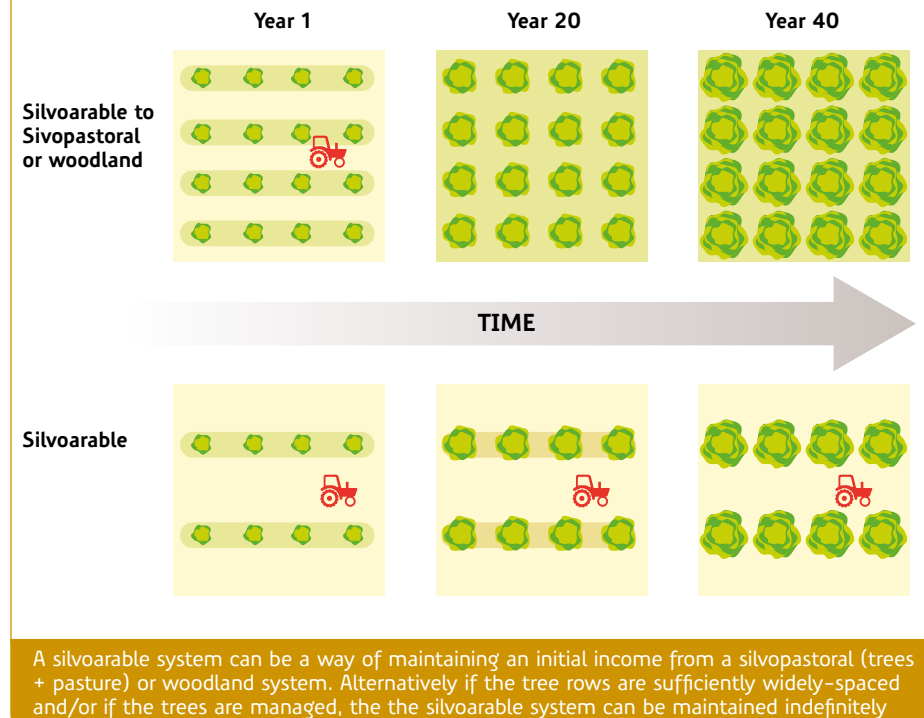 Year 1
Year 20
Year 40
Silvoarable to
Sivopastoral
or woodland
TIME
Silvoarable
A silvoarable system can be a way of maintaining an initial income from a silvopastoral (trees
+ pasture) or woodland system. Alternatively if the tree rows are sufficiently widely-spaced
and/or if the trees are managed, the the silvoarable system can be maintained indefinitely